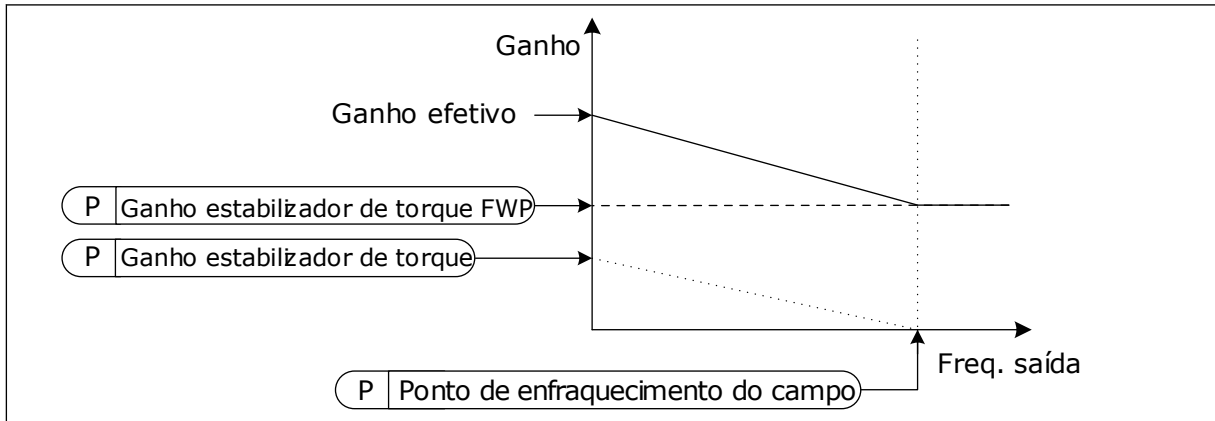 Ganho
Ganho efetivo
P Ganho estabilizador de torque FWP
P Ganho estabilizador de torque
Freq. saída
P Ponto de enfraquecimento do campo